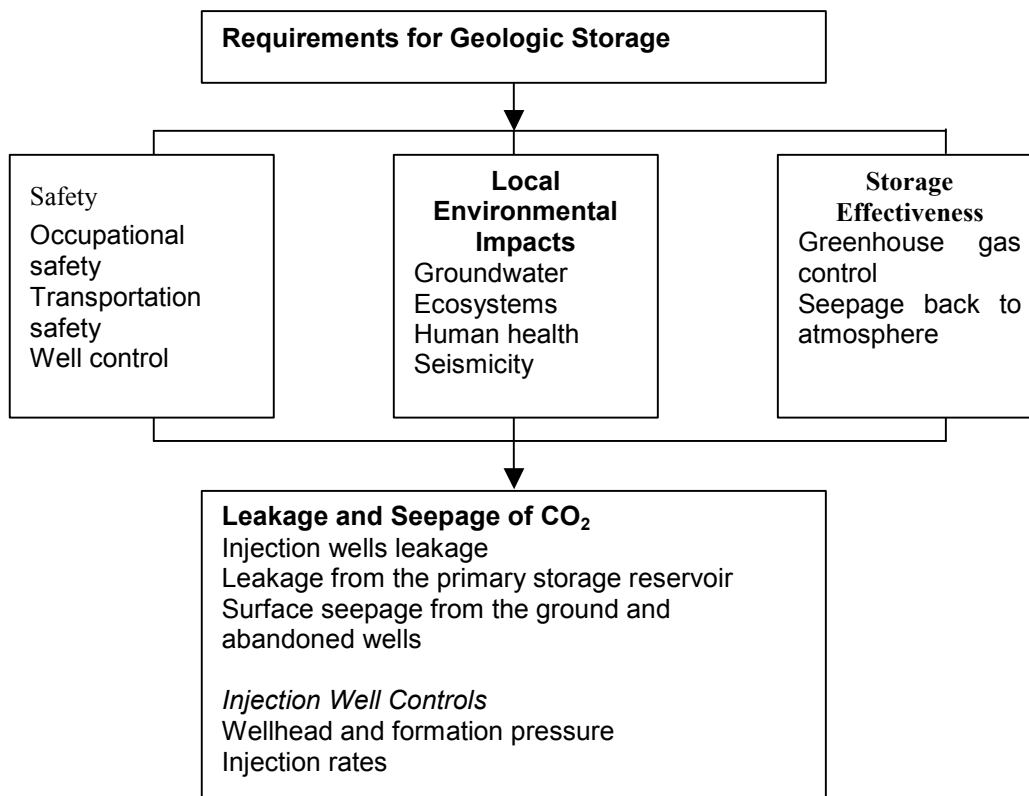 Requirements for Geologic Storage
Safety
Occupational
safety
Transportation
safety
Well control
Local
Environmental
Impacts
Groundwater
Ecosystems
Human health
Seismicity
Storage
Effectiveness
Greenhouse gas
control
Seepage back to
atmosphere
Leakage and Seepage of CO₂
Injection wells leakage
Leakage from the primary storage reservoir
Surface seepage from the ground and
abandoned wells
Injection Well Controls
Wellhead and formation pressure
Injection rates